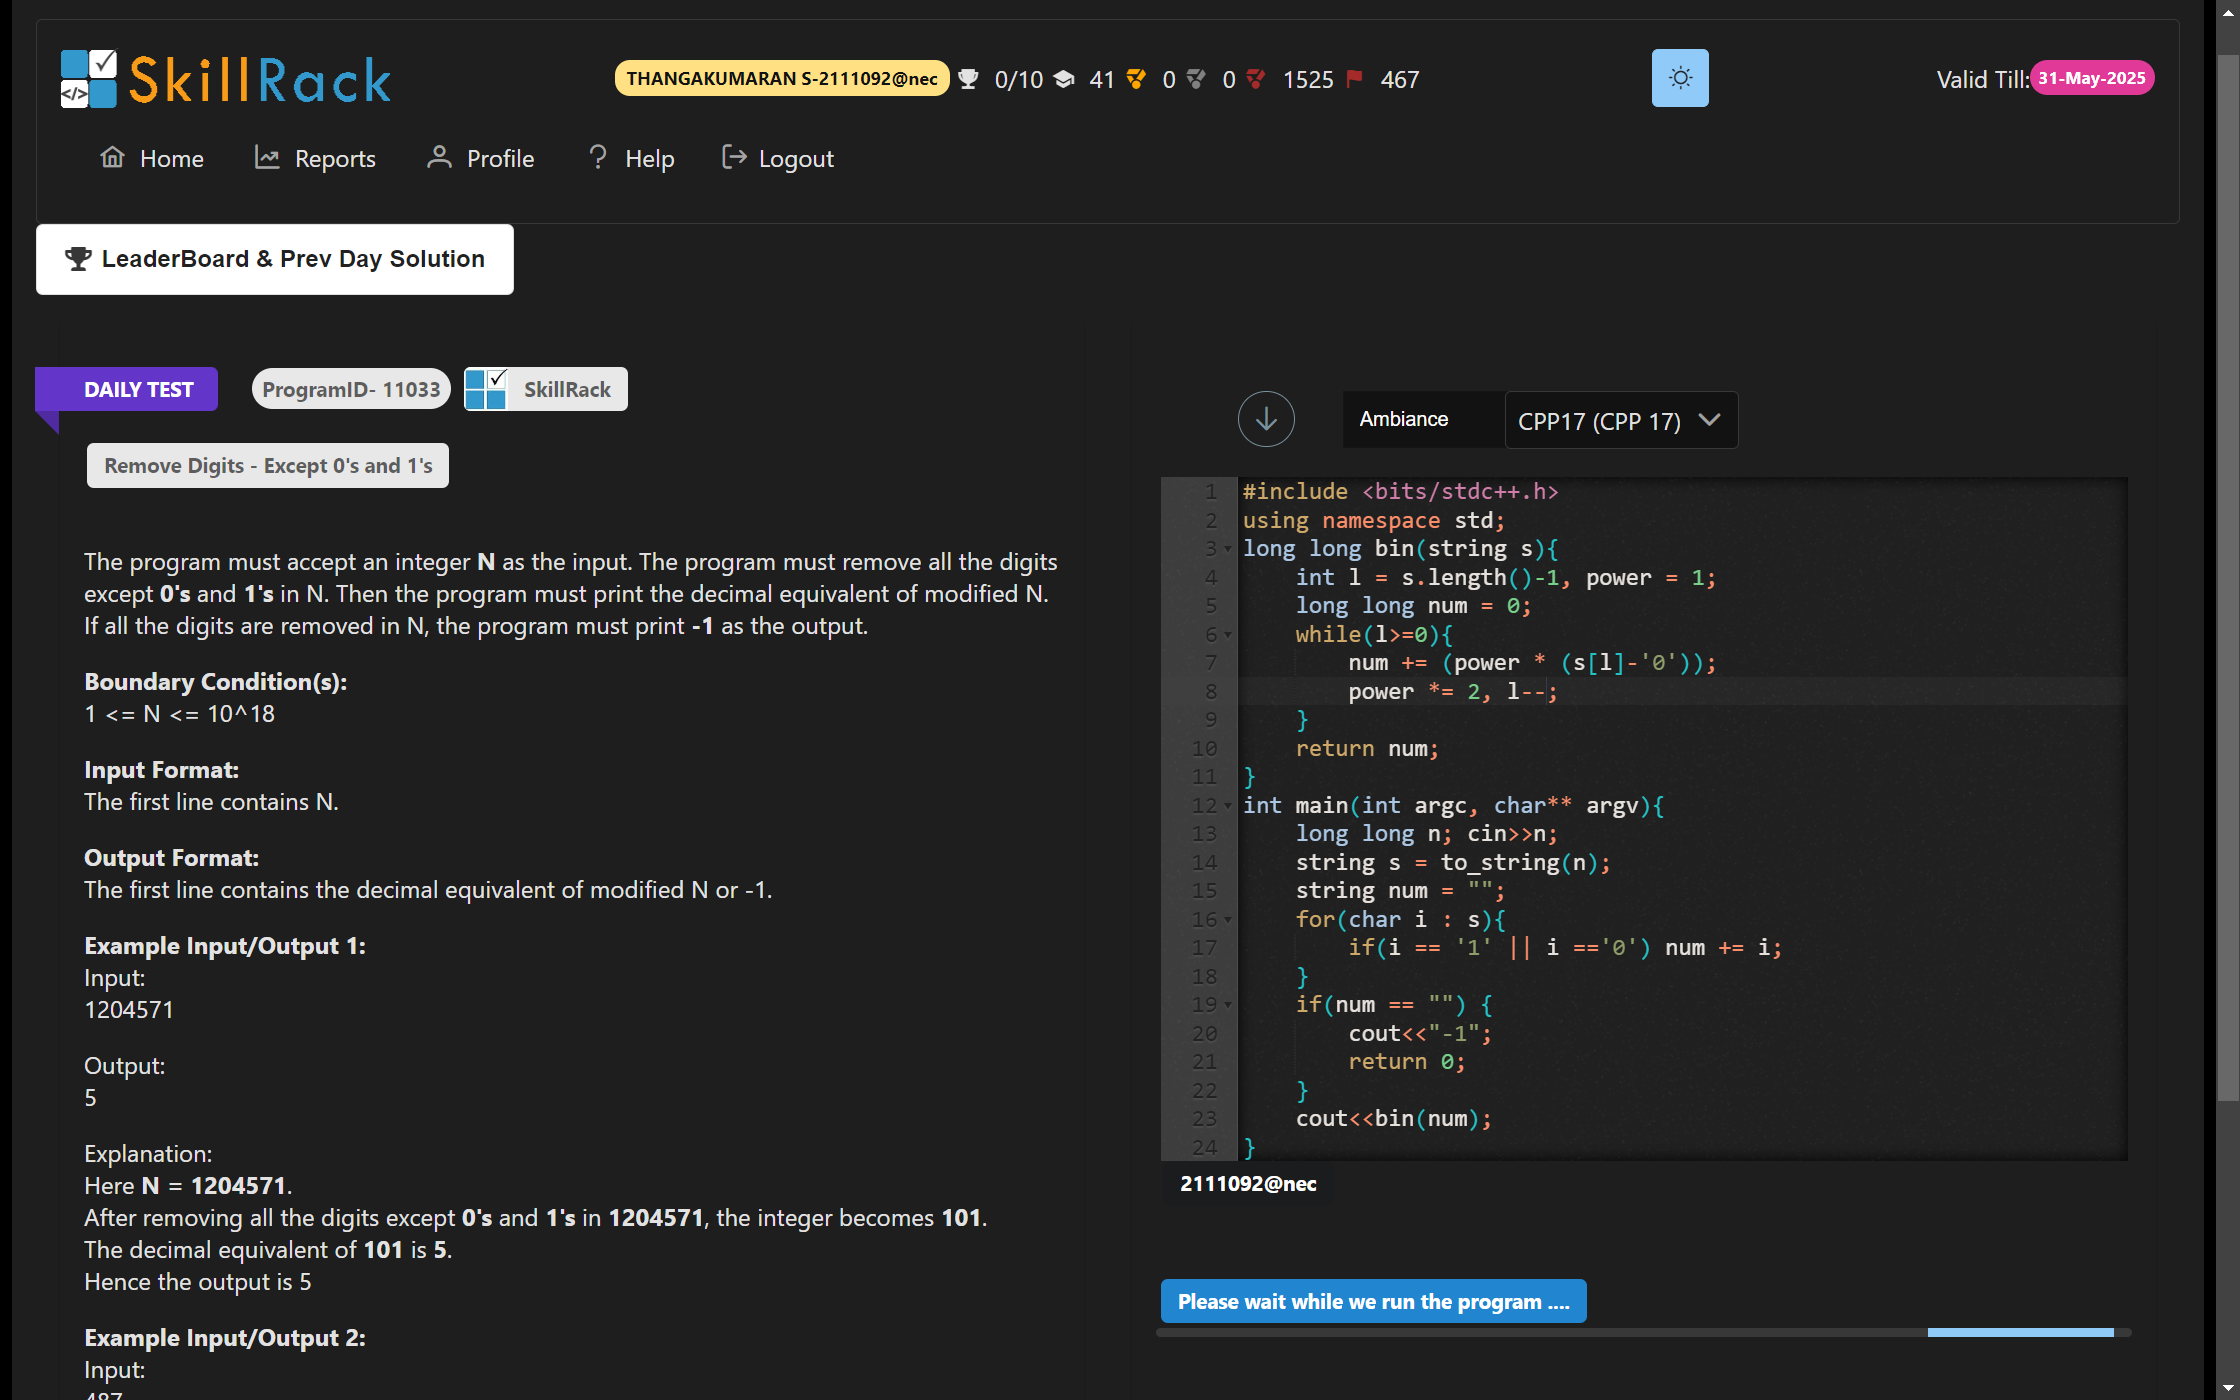 SkillRack
THANGAKUMARAN S-2111092@nec 0/10 41 0 0 1525 467
Valid Till: 31-May-2025
Home Reports Profile Help Logout
LeaderBoard & Prev Day Solution
DAILY TEST ProgramID- 11033 SkillRack
Remove Digits - Except 0's and 1's
The program must accept an integer N as the input. The program must remove all the digits
except 0's and 1's in N. Then the program must print the decimal equivalent of modified N.
If all the digits are removed in N, the program must print -1 as the output.
Boundary Condition(s):
1 <= N <= 10^18
Input Format:
The first line contains N.
Output Format:
The first line contains the decimal equivalent of modified N or -1.
Example Input/Output 1:
Input:
1204571
Output:
5
Explanation:
Here N = 1204571.
After removing all the digits except 0's and 1's in 1204571, the integer becomes 101.
The decimal equivalent of 101 is 5.
Hence the output is 5
Example Input/Output 2:
Input:
487
Ambiance CPP17 (CPP 17)
1 #include <bits/stdc++.h>
2 using namespace std;
3 long long bin(string s){
4 int l = s.length()-1, power = 1;
5 long long num = 0;
6 while(l>=0){
7 num += (power * (s[l]-'0'));
8 power *= 2, l--;
9 }
10 return num;
11 }
12 int main(int argc, char** argv){
13 long long n; cin>>n;
14 string s = to_string(n);
15 string num = "";
16 for(char i : s){
17 if(i == '1' || i =='0') num += i;
18 }
19 if(num == "") {
20 cout<<"-1";
21 return 0;
22 }
23 cout<<bin(num);
24 }
2111092@nec
Please wait while we run the program ....